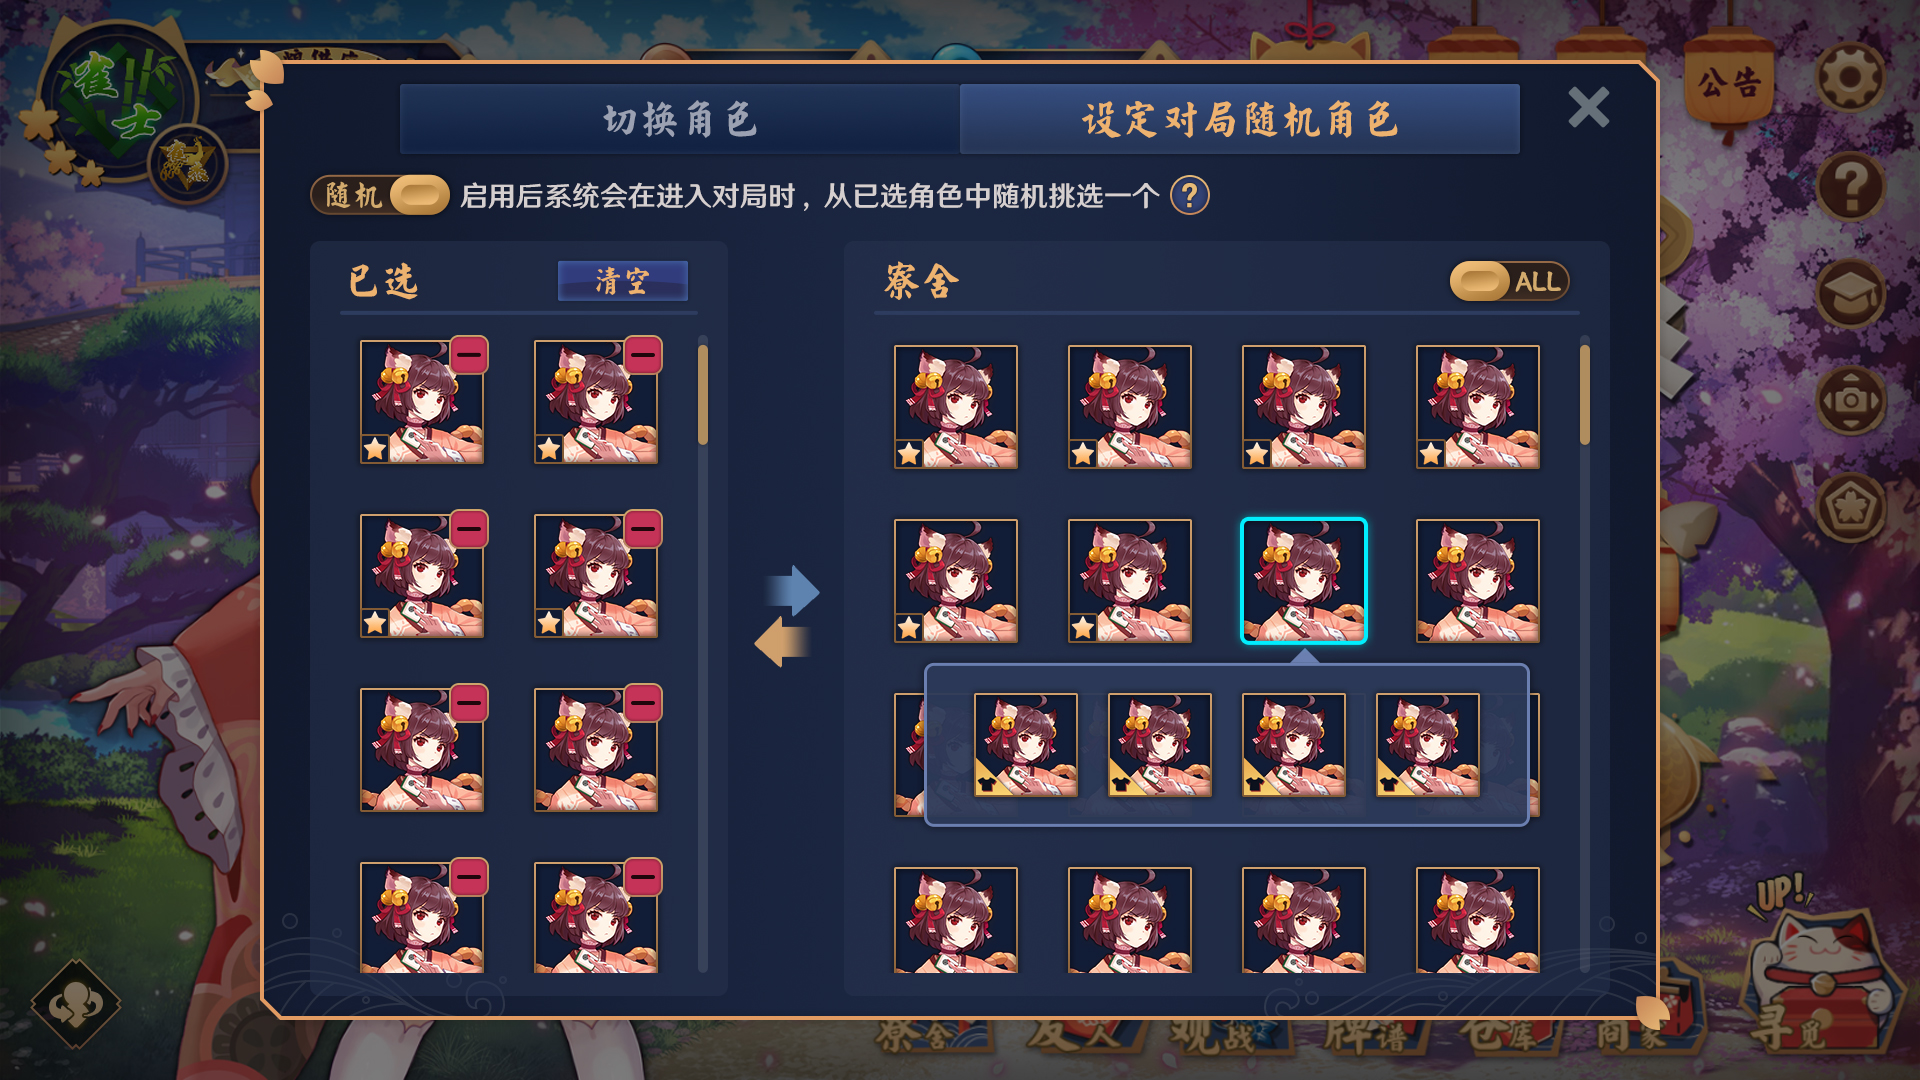 雀士
公告
切换角色
设定对局随机角色
随机
启用后系统会在进入对局时，从已选角色中随机挑选一个
?
已选
清空
寮舍
ALL
UP!
寮舍
友人
观战
牌谱
仓库
商家
寻觅